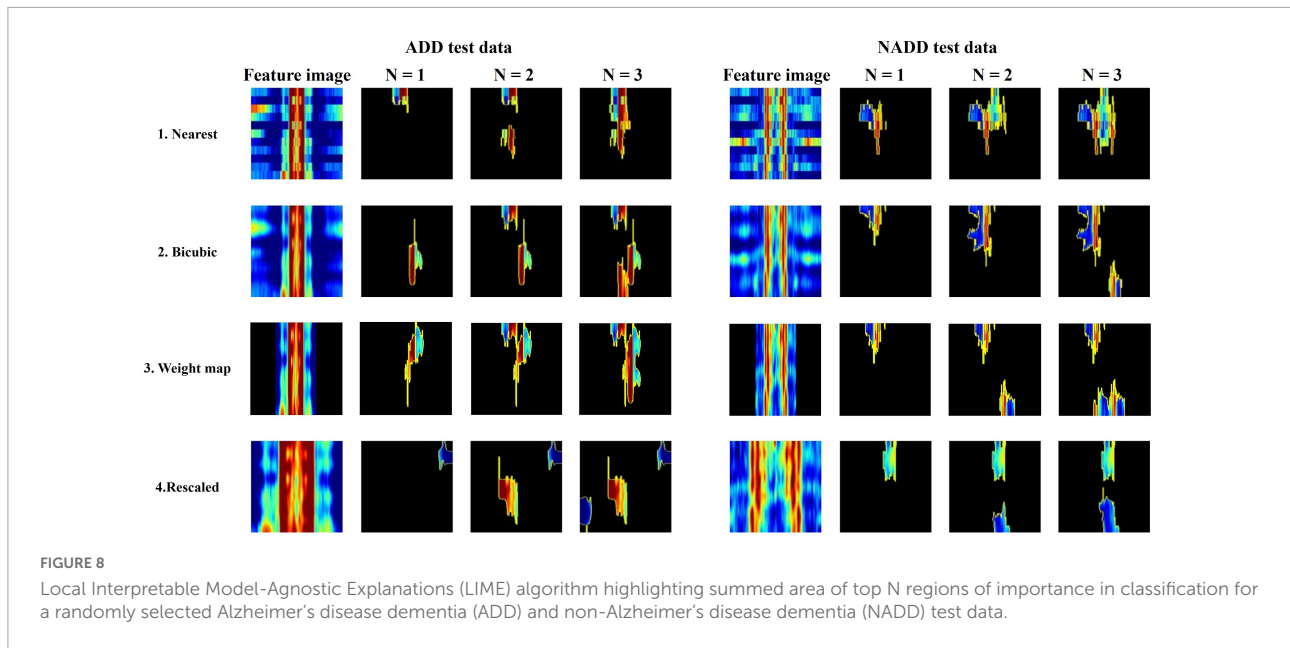 ADD test data
NADD test data
Feature image N = 1 N = 2 N = 3 Feature image N = 1 N = 2 N = 3
1. Nearest
2. Bicubic
3. Weight map
4.Rescaled
FIGURE 8
Local Interpretable Model-Agnostic Explanations (LIME) algorithm highlighting summed area of top N regions of importance in classification for
a randomly selected Alzheimer's disease dementia (ADD) and non-Alzheimer's disease dementia (NADD) test data.